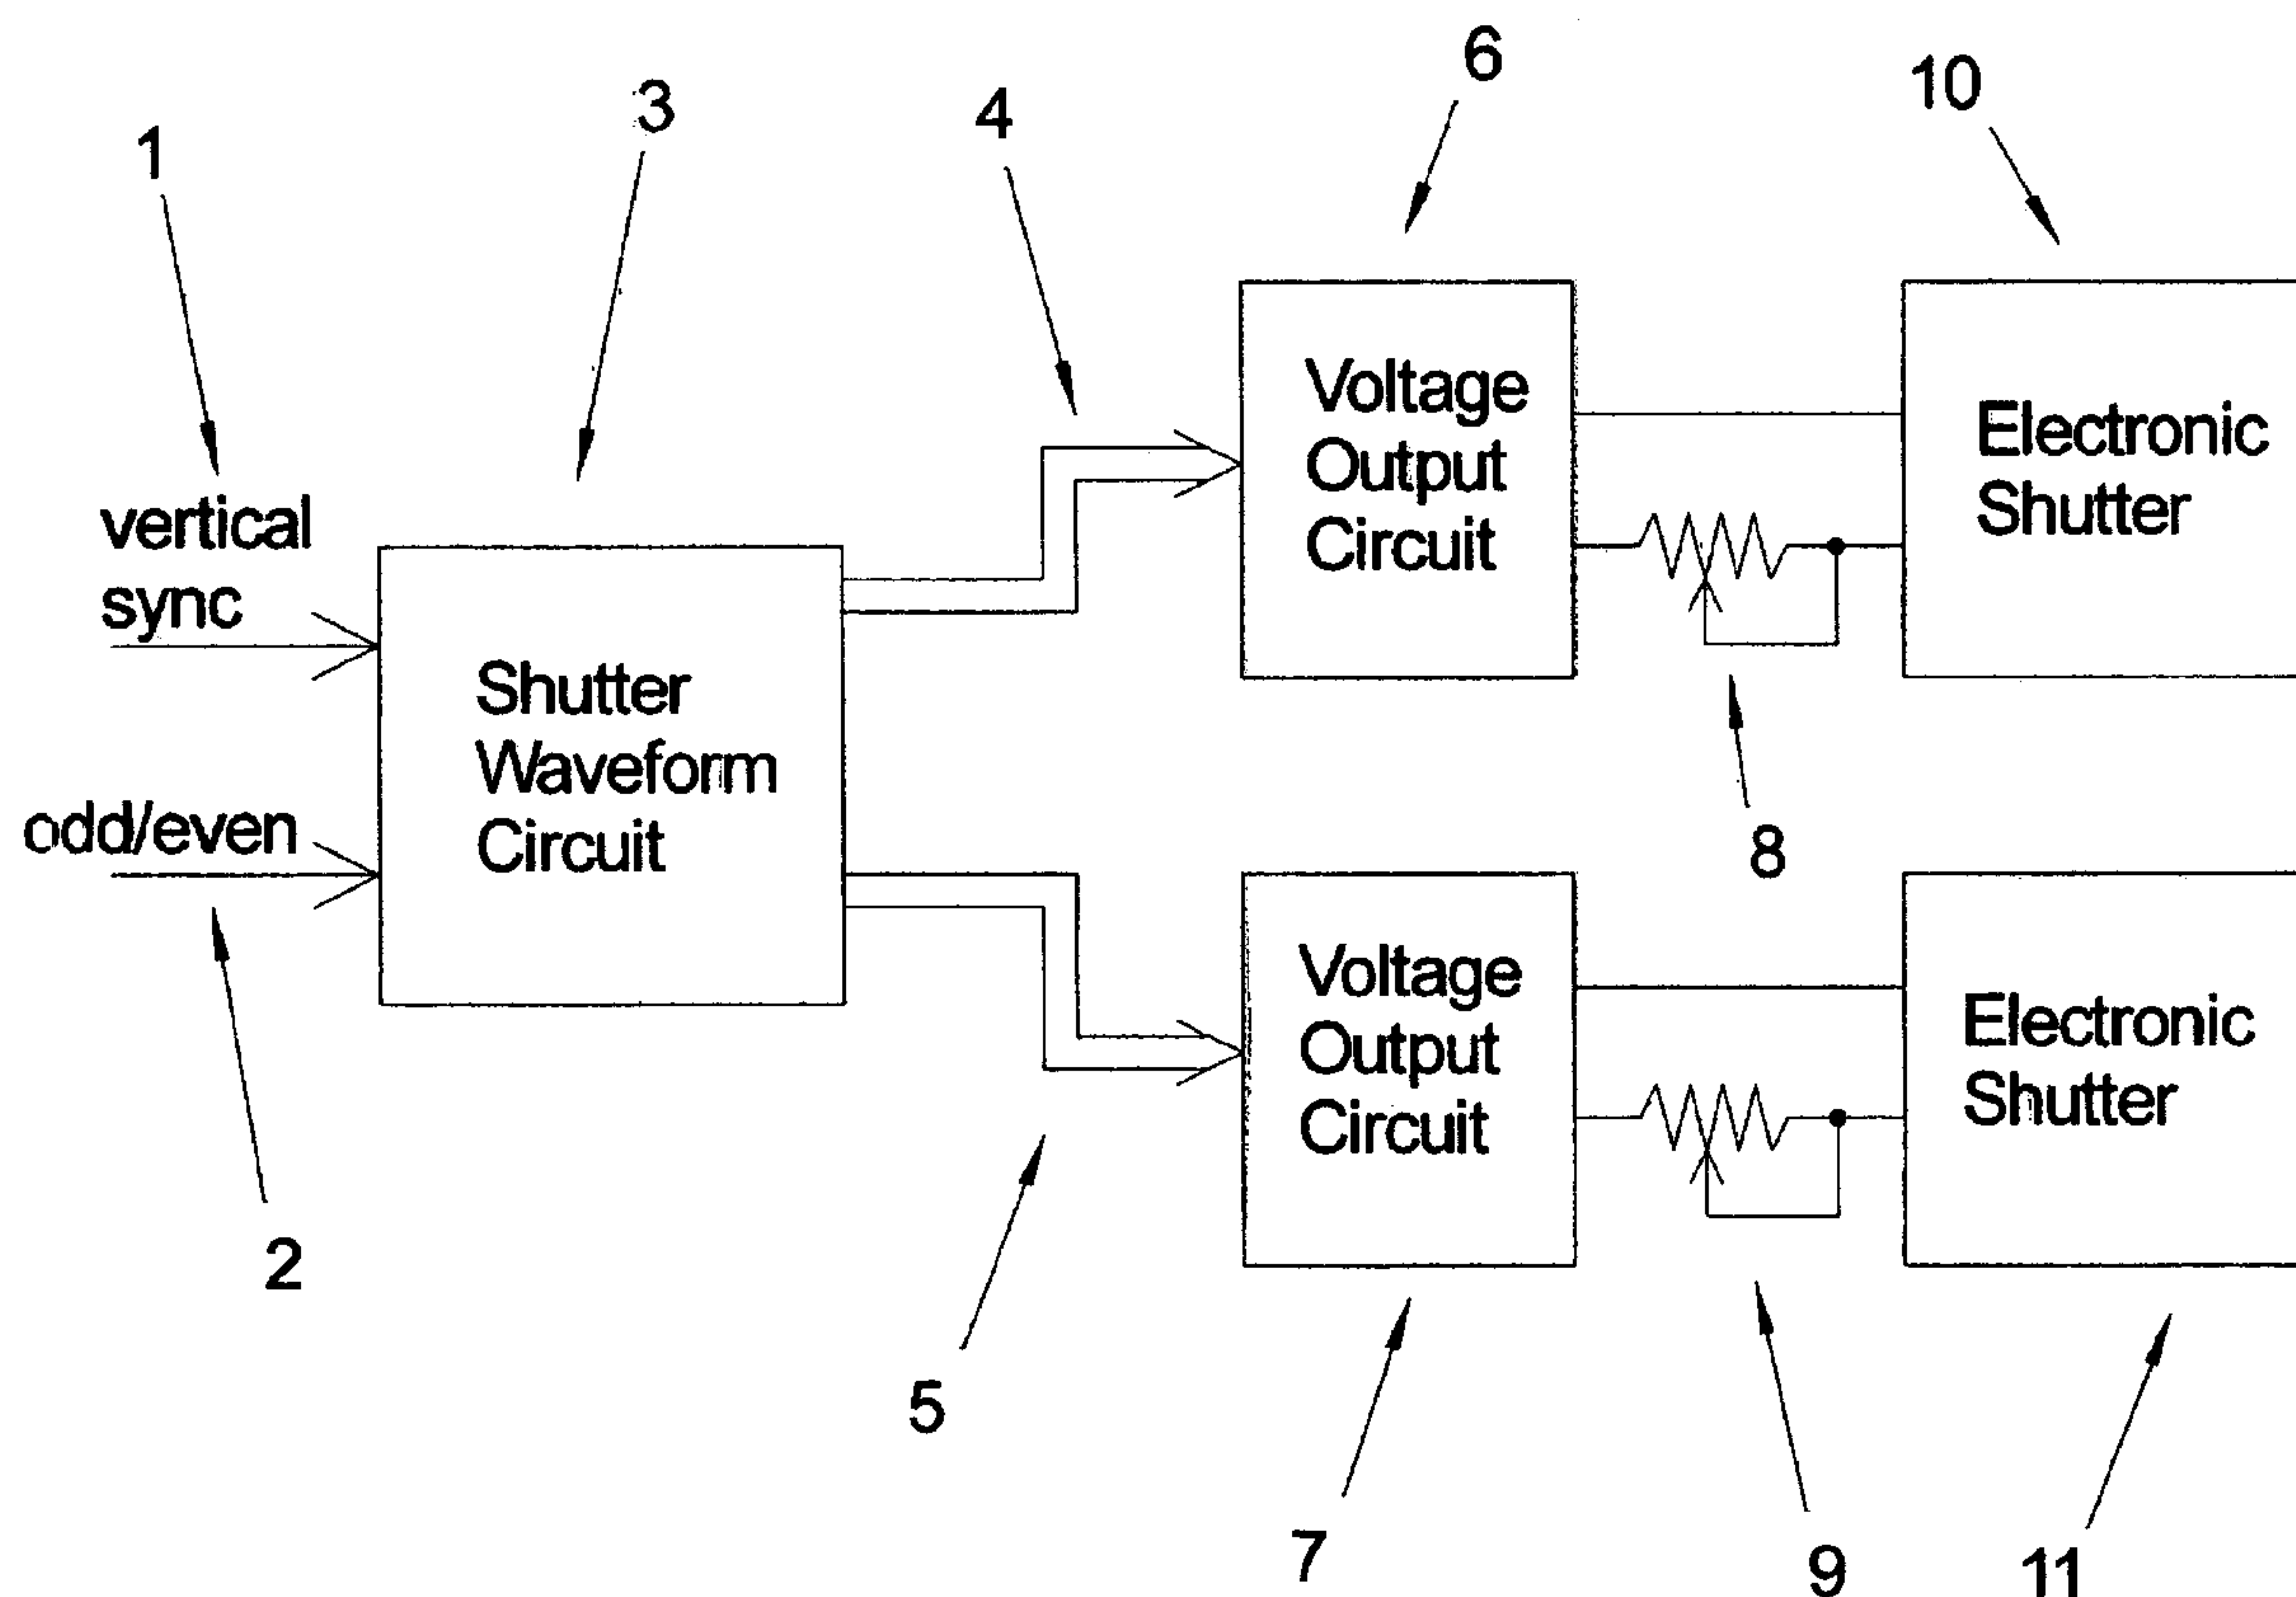 1
3
4
6
10
vertical
sync
odd/even
2
Shutter
Waveform
Circuit
Voltage
Output
Circuit
8
Electronic
Shutter
5
Voltage
Output
Circuit
7
9
Electronic
Shutter
11